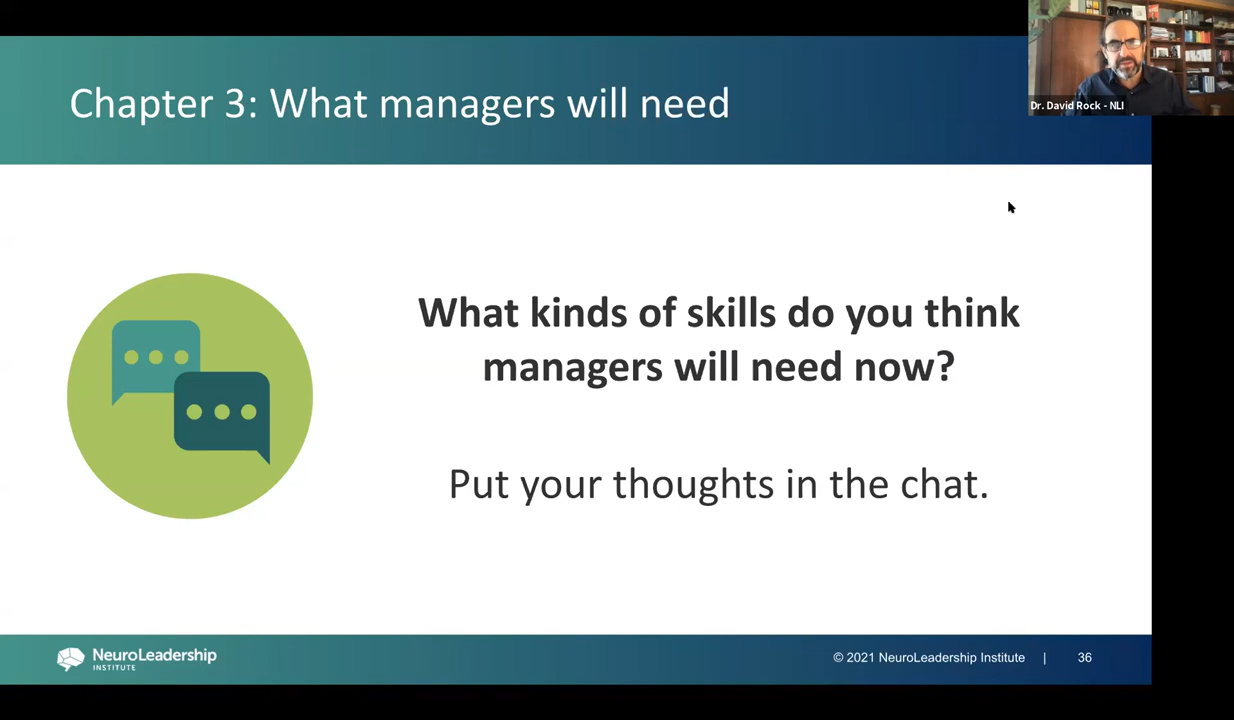 Chapter 3: What managers will need
Dr. David Rock - NLI
What kinds of skills do you think
managers will need now?
Put your thoughts in the chat.
NeuroLeadership
INSTITUTE
© 2021 NeuroLeadership Institute | 36